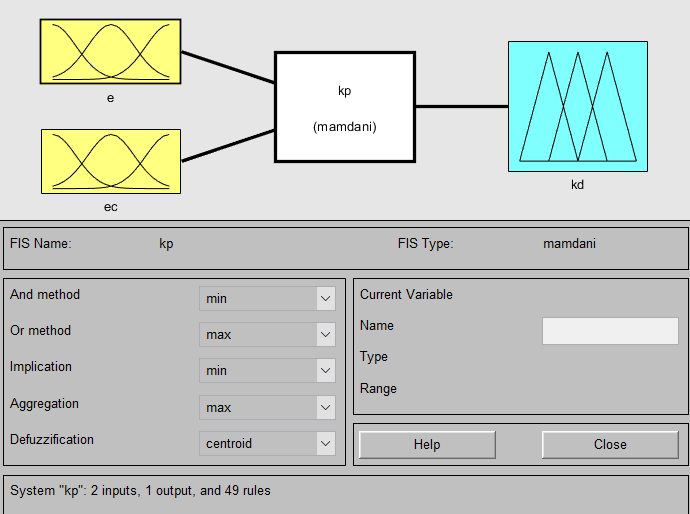 e
kp
(mamdani)
kd
ec
FIS Name: kp FIS Type: mamdani
And method min
Or method max
Implication min
Aggregation max
Defuzzification centroid
Current Variable
Name
Type
Range
Help Close
System "kp": 2 inputs, 1 output, and 49 rules